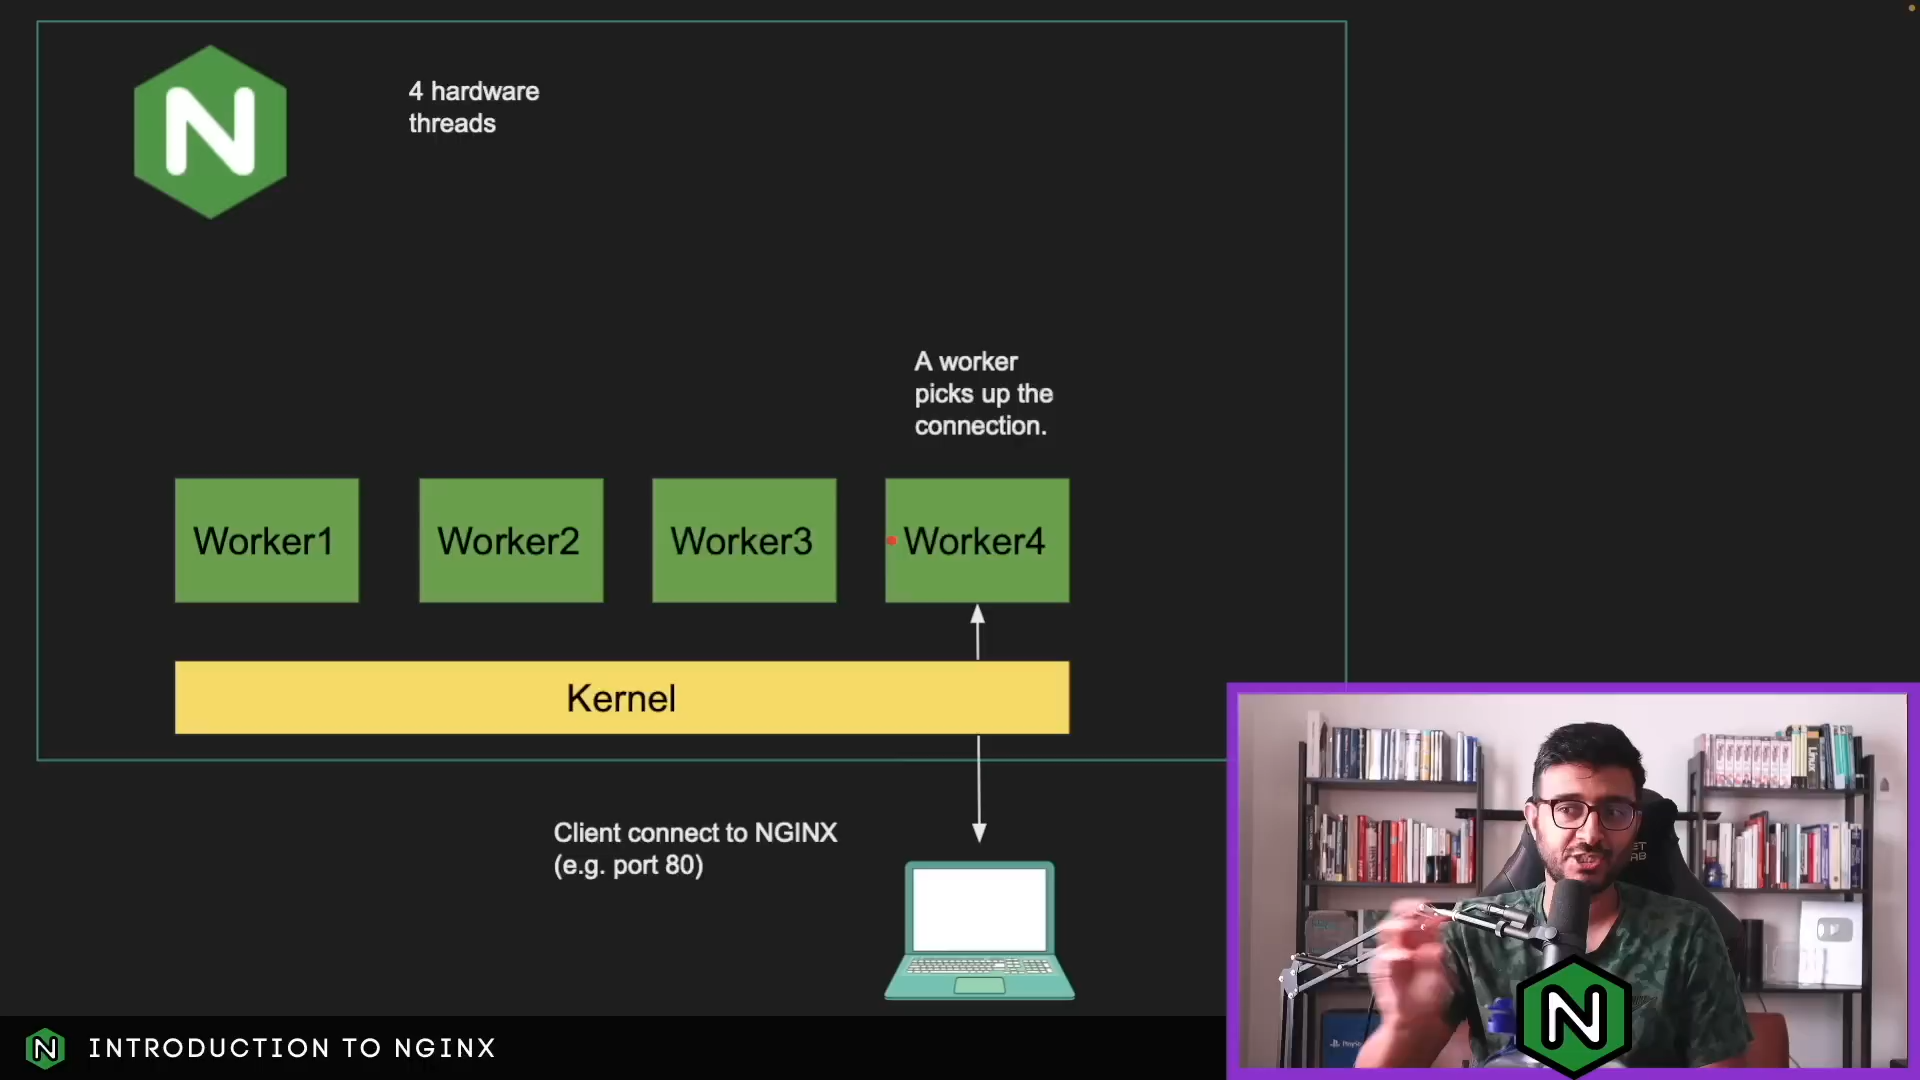 N
4 hardware
threads
A worker
picks up the
connection.
Worker1
Worker2
Worker3
Worker4
Kernel
Client connect to NGINX
(e.g. port 80)
N
INTRODUCTION TO NGINX
N
Linux